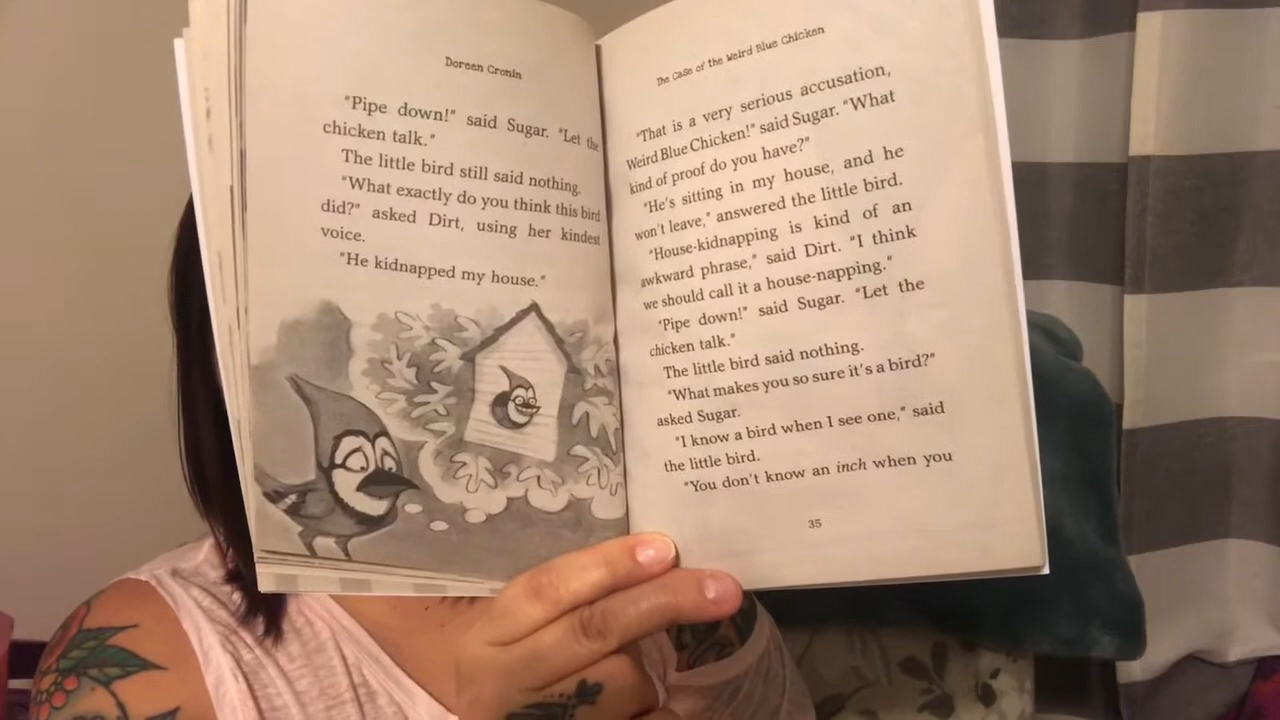 Doreen Cronin
"Pipe down!" said Sugar. "Let the
chicken talk."
The little bird still said nothing.
"What exactly do you think this bird
did?" asked Dirt, using her kindest
voice.
"He kidnapped my house."
The Case of the Weird Blue Chicken
"That is a very serious accusation,
Weird Blue Chicken!" said Sugar. "What
kind of proof do you have?"
"He's sitting in my house, and he
won't leave," answered the little bird.
"House-kidnapping is kind of an
awkward phrase," said Dirt. "I think
we should call it a house-napping."
"Pipe down!" said Sugar. "Let the
chicken talk."
The little bird said nothing.
"What makes you so sure it's a bird?"
asked Sugar.
"I know a bird when I see one," said
the little bird.
"You don't know an inch when you
35